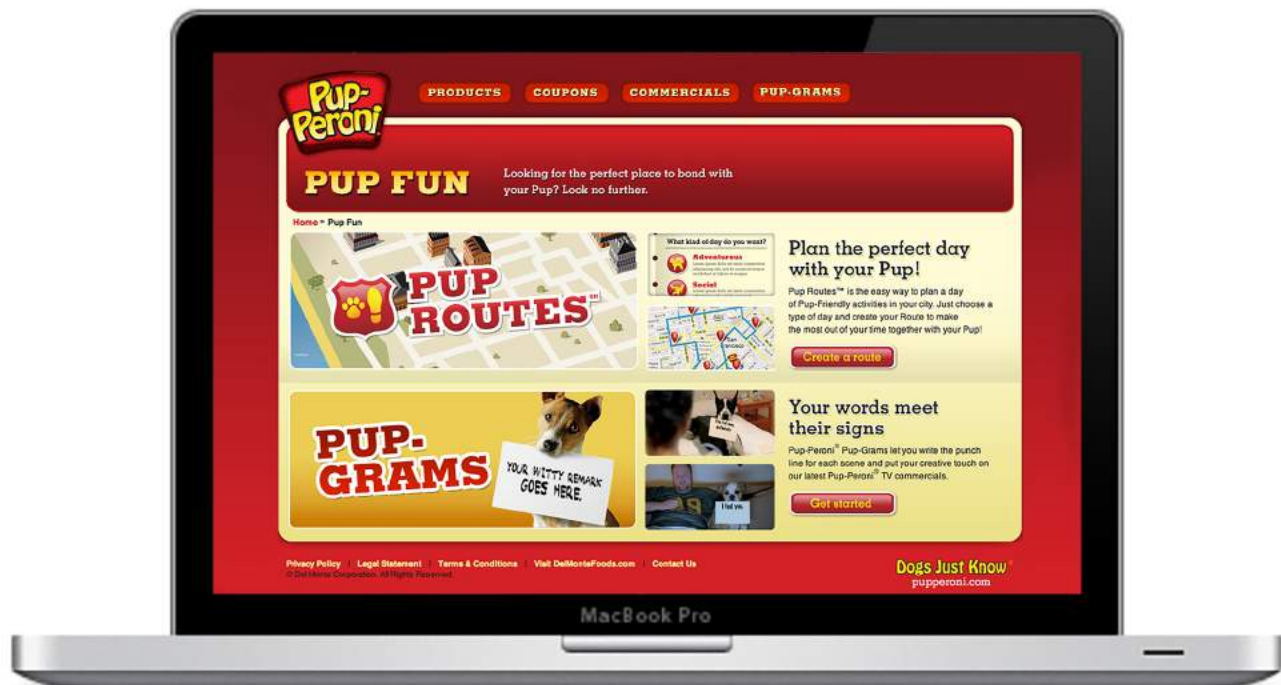 Pup-
Peroni
PRODUCTS COUPONS COMMERCIALS PUP-GRAMS
PUP FUN
Looking for the perfect place to bond with
your Pup? Look no further.
Home Pup Fun
PUP
ROUTES
What kind of day do you want?
Adventurous
Social
San
Francisco
Plan the perfect day
with your Pup!
Pup Routes™ is the easy way to plan a day
of Pup-Friendly activities in your city. Just choose a
type of day and create your Route to make
the most out of your time together with your Pup!
Create a route
PUP-
GRAMS
YOUR WITTY REMARK
GOES HERE.
Your words meet
their signs
Pup-Peroni® Pup-Grams let you write the punch
line for each scene and put your creative touch on
our latest Pup-Peroni® TV commercials.
Get started
Privacy Policy | Legal Statement | Terms & Conditions | Visit DelMonteFoods.com | Contact Us
© Del Monte Corporation. All Rights Reserved.
Dogs Just Know®
pupperoni.com
MacBook Pro